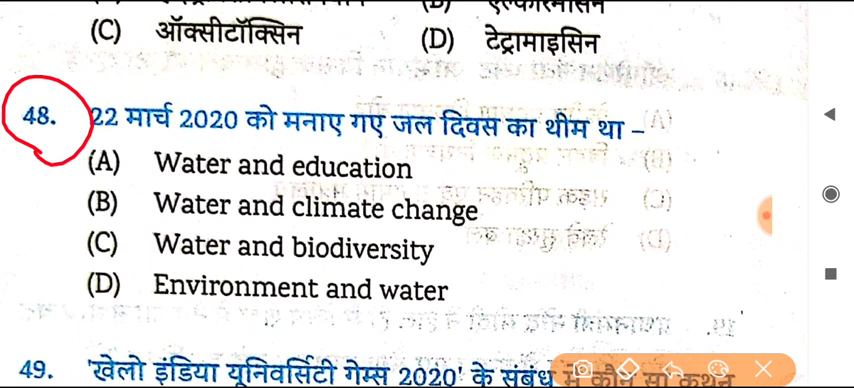 (C) ऑक्सीटॉक्सिन (D) टेट्रामाइसिन
48. 22 मार्च 2020 को मनाए गए जल दिवस का थीम था –
(A) Water and education
(B) Water and climate change
(C) Water and biodiversity
(D) Environment and water
49. 'खेलो इंडिया यूनिवर्सिटी गेम्स 2020' के संबंध में कौन सा कथन